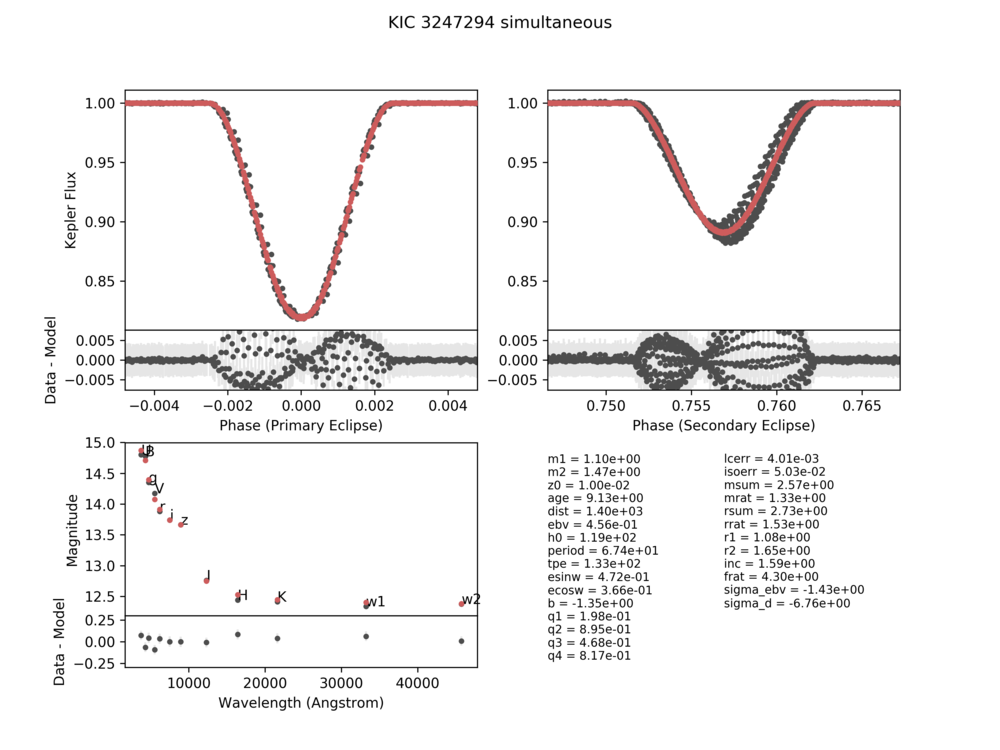 KIC 3247294 simultaneous
1.00
0.95
0.90
0.85
Kepler Flux
0.005
0.000
−0.005
Data - Model
−0.004
−0.002
0.000
0.002
0.004
Phase (Primary Eclipse)
1.00
0.95
0.90
0.85
0.005
0.000
−0.005
0.750
0.755
0.760
0.765
Phase (Secondary Eclipse)
15.0
14.5
14.0
13.5
13.0
12.5
Magnitude
B
g
V
r
i
z
J
H
K
w1
w2
0.25
0.00
−0.25
Data - Model
10000
20000
30000
40000
Wavelength (Angstrom)
m1 = 1.10e+00
m2 = 1.47e+00
z0 = 1.00e-02
age = 9.13e+00
dist = 1.40e+03
ebv = 4.56e-01
h0 = 1.19e+02
period = 6.74e+01
tpe = 1.33e+02
esinw = 4.72e-01
ecosw = 3.66e-01
b = -1.35e+00
q1 = 1.98e-01
q2 = 8.95e-01
q3 = 4.68e-01
q4 = 8.17e-01
lcerr = 4.01e-03
isoerr = 5.03e-02
msum = 2.57e+00
mrat = 1.33e+00
rsum = 2.73e+00
rrat = 1.53e+00
r1 = 1.08e+00
r2 = 1.65e+00
inc = 1.59e+00
frat = 4.30e+00
sigma_ebv = -1.43e+00
sigma_d = -6.76e+00